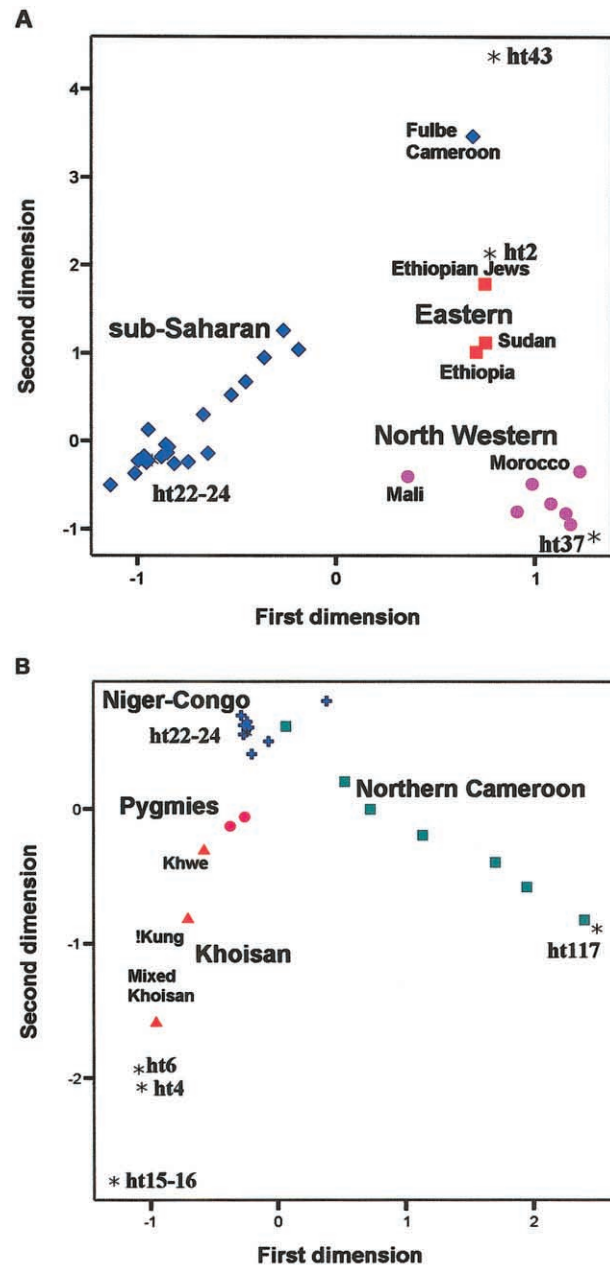 A
* ht43
Fulbe
Cameroon
* ht2
Ethiopian Jews
Eastern
Sudan
Ethiopia
sub-Saharan
North Western
Morocco
Mali
ht22-24
ht37 *
4
3
2
1
0
-1
Second dimension
-1
0
1
First dimension
B
Niger-Congo
ht22-24
Northern Cameroon
Pygmies
Khwe
!Kung
Khoisan
Mixed
Khoisan
* ht6
* ht4
* ht15-16
*
ht117
0
-1
-2
Second dimension
-1
0
1
2
First dimension